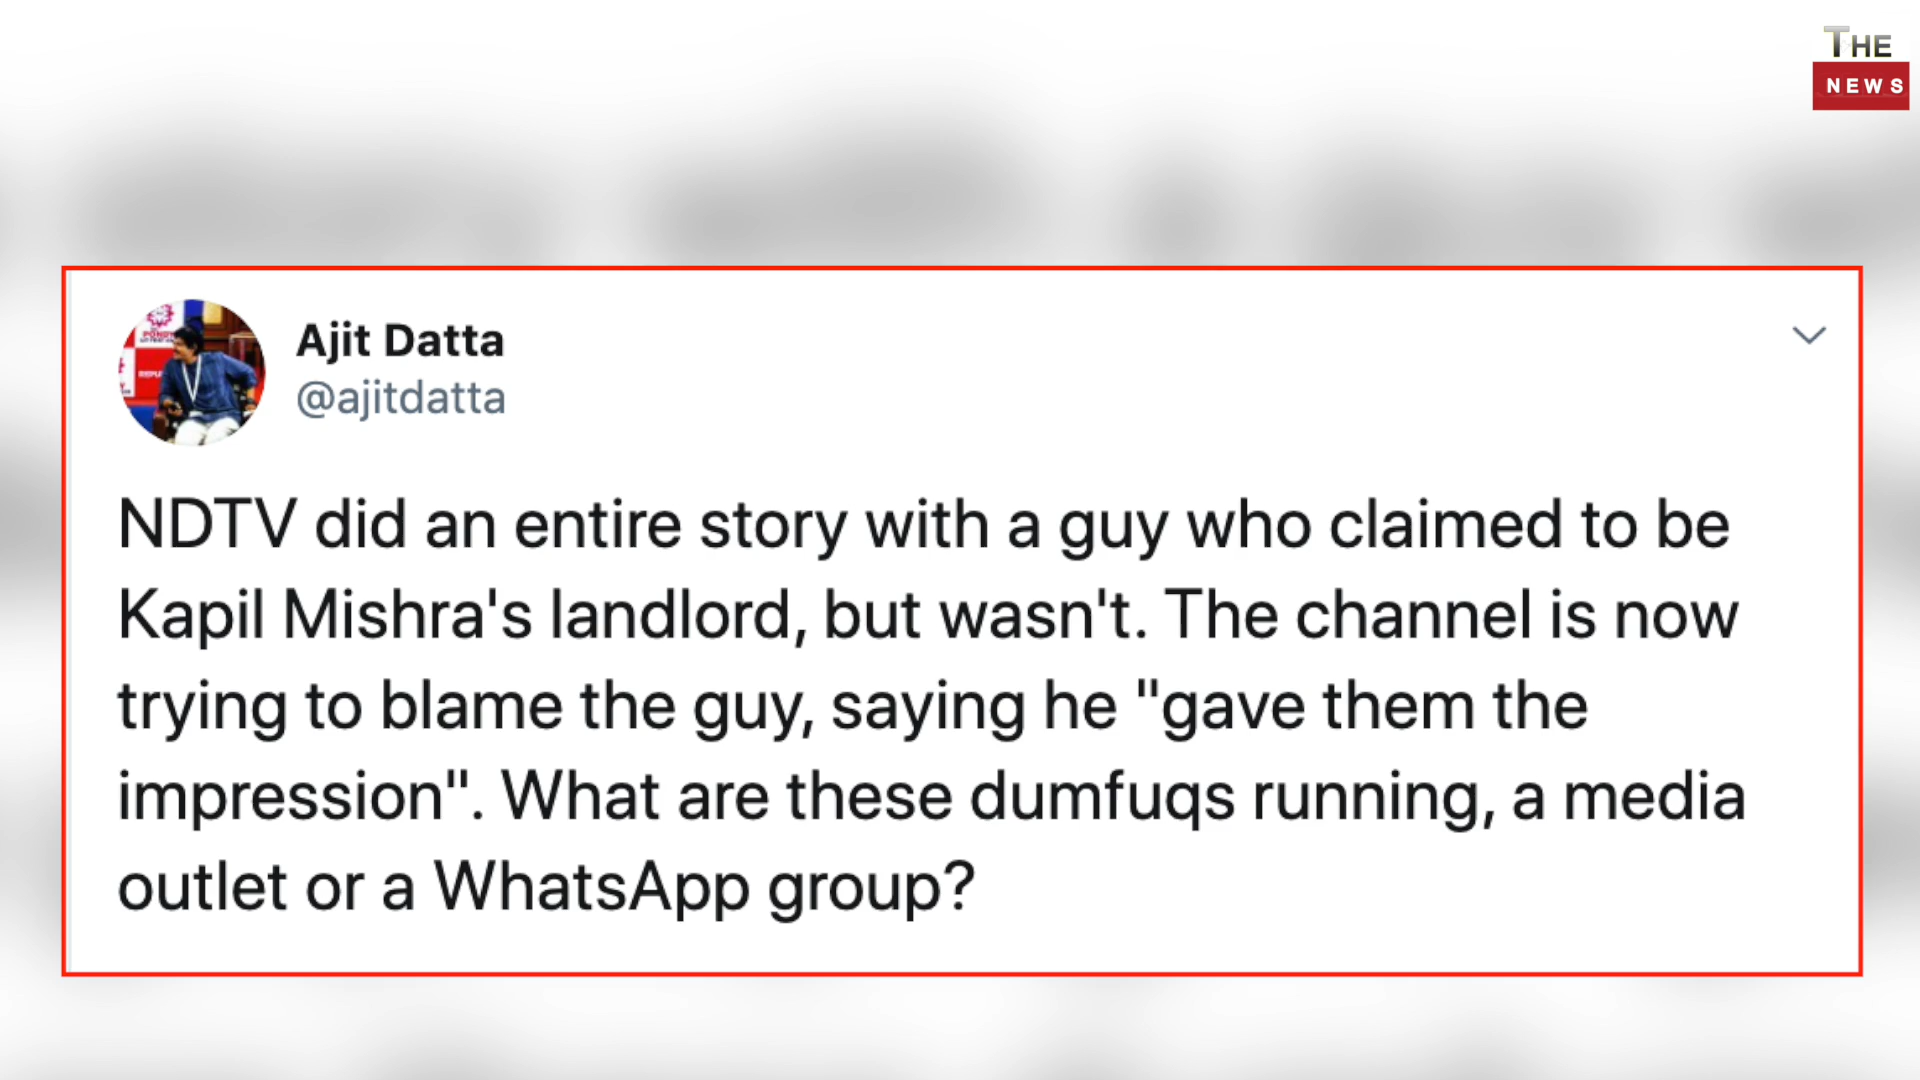 THE
NEWS
Ajit Datta
@ajitdatta
NDTV did an entire story with a guy who claimed to be
Kapil Mishra's landlord, but wasn't. The channel is now
trying to blame the guy, saying he "gave them the
impression". What are these dumfuqs running, a media
outlet or a WhatsApp group?